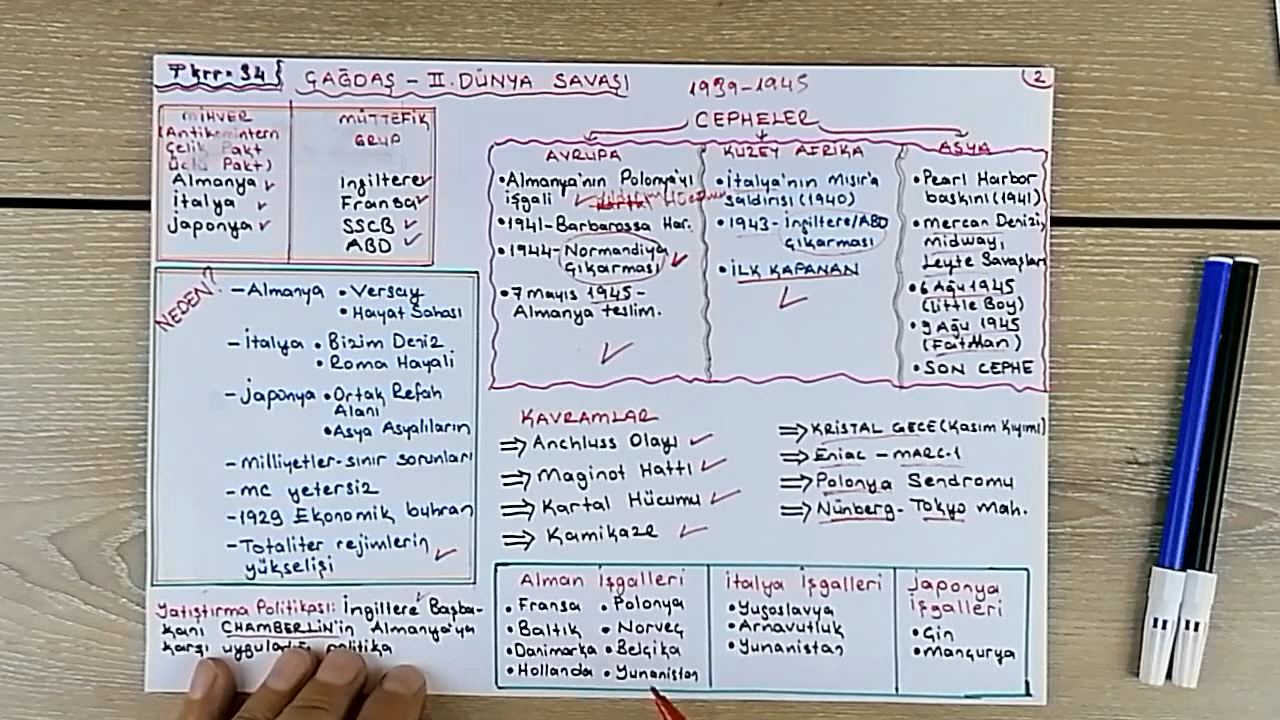 Tkrr-34
ÇAĞDAŞ - II. DÜNYA SAVAŞI
1939-1945
2
MİHVER
(Antikomintern
Çelik Pakt
Üçlü Pakt)
Almanya
İtalya
Japonya
MÜTTEFİK
GRUP
İngiltere
Fransa
SSCB
ABD
CEPHELER
AVRUPA
•Almanya'nın Polonya'yı
işgali
•1941-Barbarossa Har.
•1944-Normandiya
Çıkarması
•7 Mayıs 1945-
Almanya teslim.
KUZEY AFRİKA
•İtalya'nın Mısır'a
saldırısı (1940)
•1943-İngiltere/ABD
Çıkarması
•İLK KAPANAN
ASYA
•Pearl Harbor
baskını (1941)
•Mercan Denizi,
Midway,
Leyte Savaşları
•6 Ağu 1945
(Little Boy)
•9 Ağu 1945
(FatMan)
•SON CEPHE
NEDEN?
-Almanya •Versay
•Hayat Sahası
-İtalya •Bizim Deniz
•Roma Hayali
-Japonya •Ortak Refah
Alanı
•Asya Asyalıların
-Milliyetler-sınır sorunları
-MC yetersiz
-1929 Ekonomik buhran
-Totaliter rejimlerin
yükselişi
KAVRAMLAR
⇒Anchluss Olayı
⇒Maginot Hattı
⇒Kartal Hücumu
⇒Kamikaze
⇒KRİSTAL GECE (Kasım Kıyımı)
⇒Eniac - MARC-1
⇒Polonya Sendromu
⇒Nünberg-Tokyo Mah.
Yatıştırma Politikası: İngiltere Başba-
kanı CHAMBERLİN'in Almanya'ya
karşı uyguladığı politika
Alman İşgalleri
•Fransa •Polonya
•Baltık •Norveç
•Danimarka •Belçika
•Hollanda •Yunanistan
İtalya İşgalleri
•Yugoslavya
•Arnavutluk
•Yunanistan
Japonya
İşgalleri
•Çin
•Mançurya